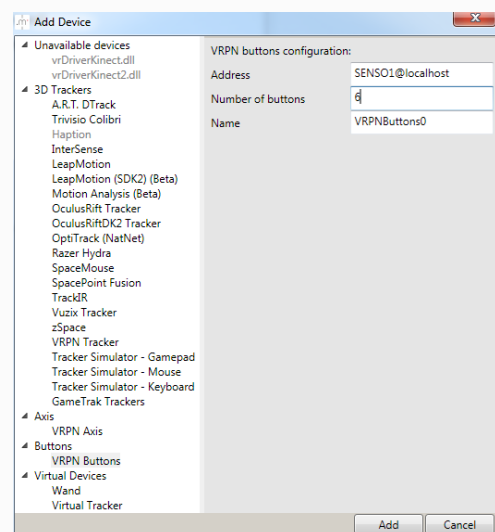 Add Device
Unavailable devices
vrDriverKinect.dll
vrDriverKinect2.dll
3D Trackers
A.R.T. DTrack
Trivisio Colibri
Haption
InterSense
LeapMotion
LeapMotion (SDK2) (Beta)
Motion Analysis (Beta)
OculusRift Tracker
OculusRiftDK2 Tracker
OptiTrack (NatNet)
Razer Hydra
SpaceMouse
SpacePoint Fusion
TrackIR
Vuzix Tracker
zSpace
VRPN Tracker
Tracker Simulator - Gamepad
Tracker Simulator - Mouse
Tracker Simulator - Keyboard
GameTrak Trackers
Axis
VRPN Axis
Buttons
VRPN Buttons
Virtual Devices
Wand
Virtual Tracker
VRPN buttons configuration:
Address SENSO1@localhost
Number of buttons 6
Name VRPNButtons0
Add Cancel